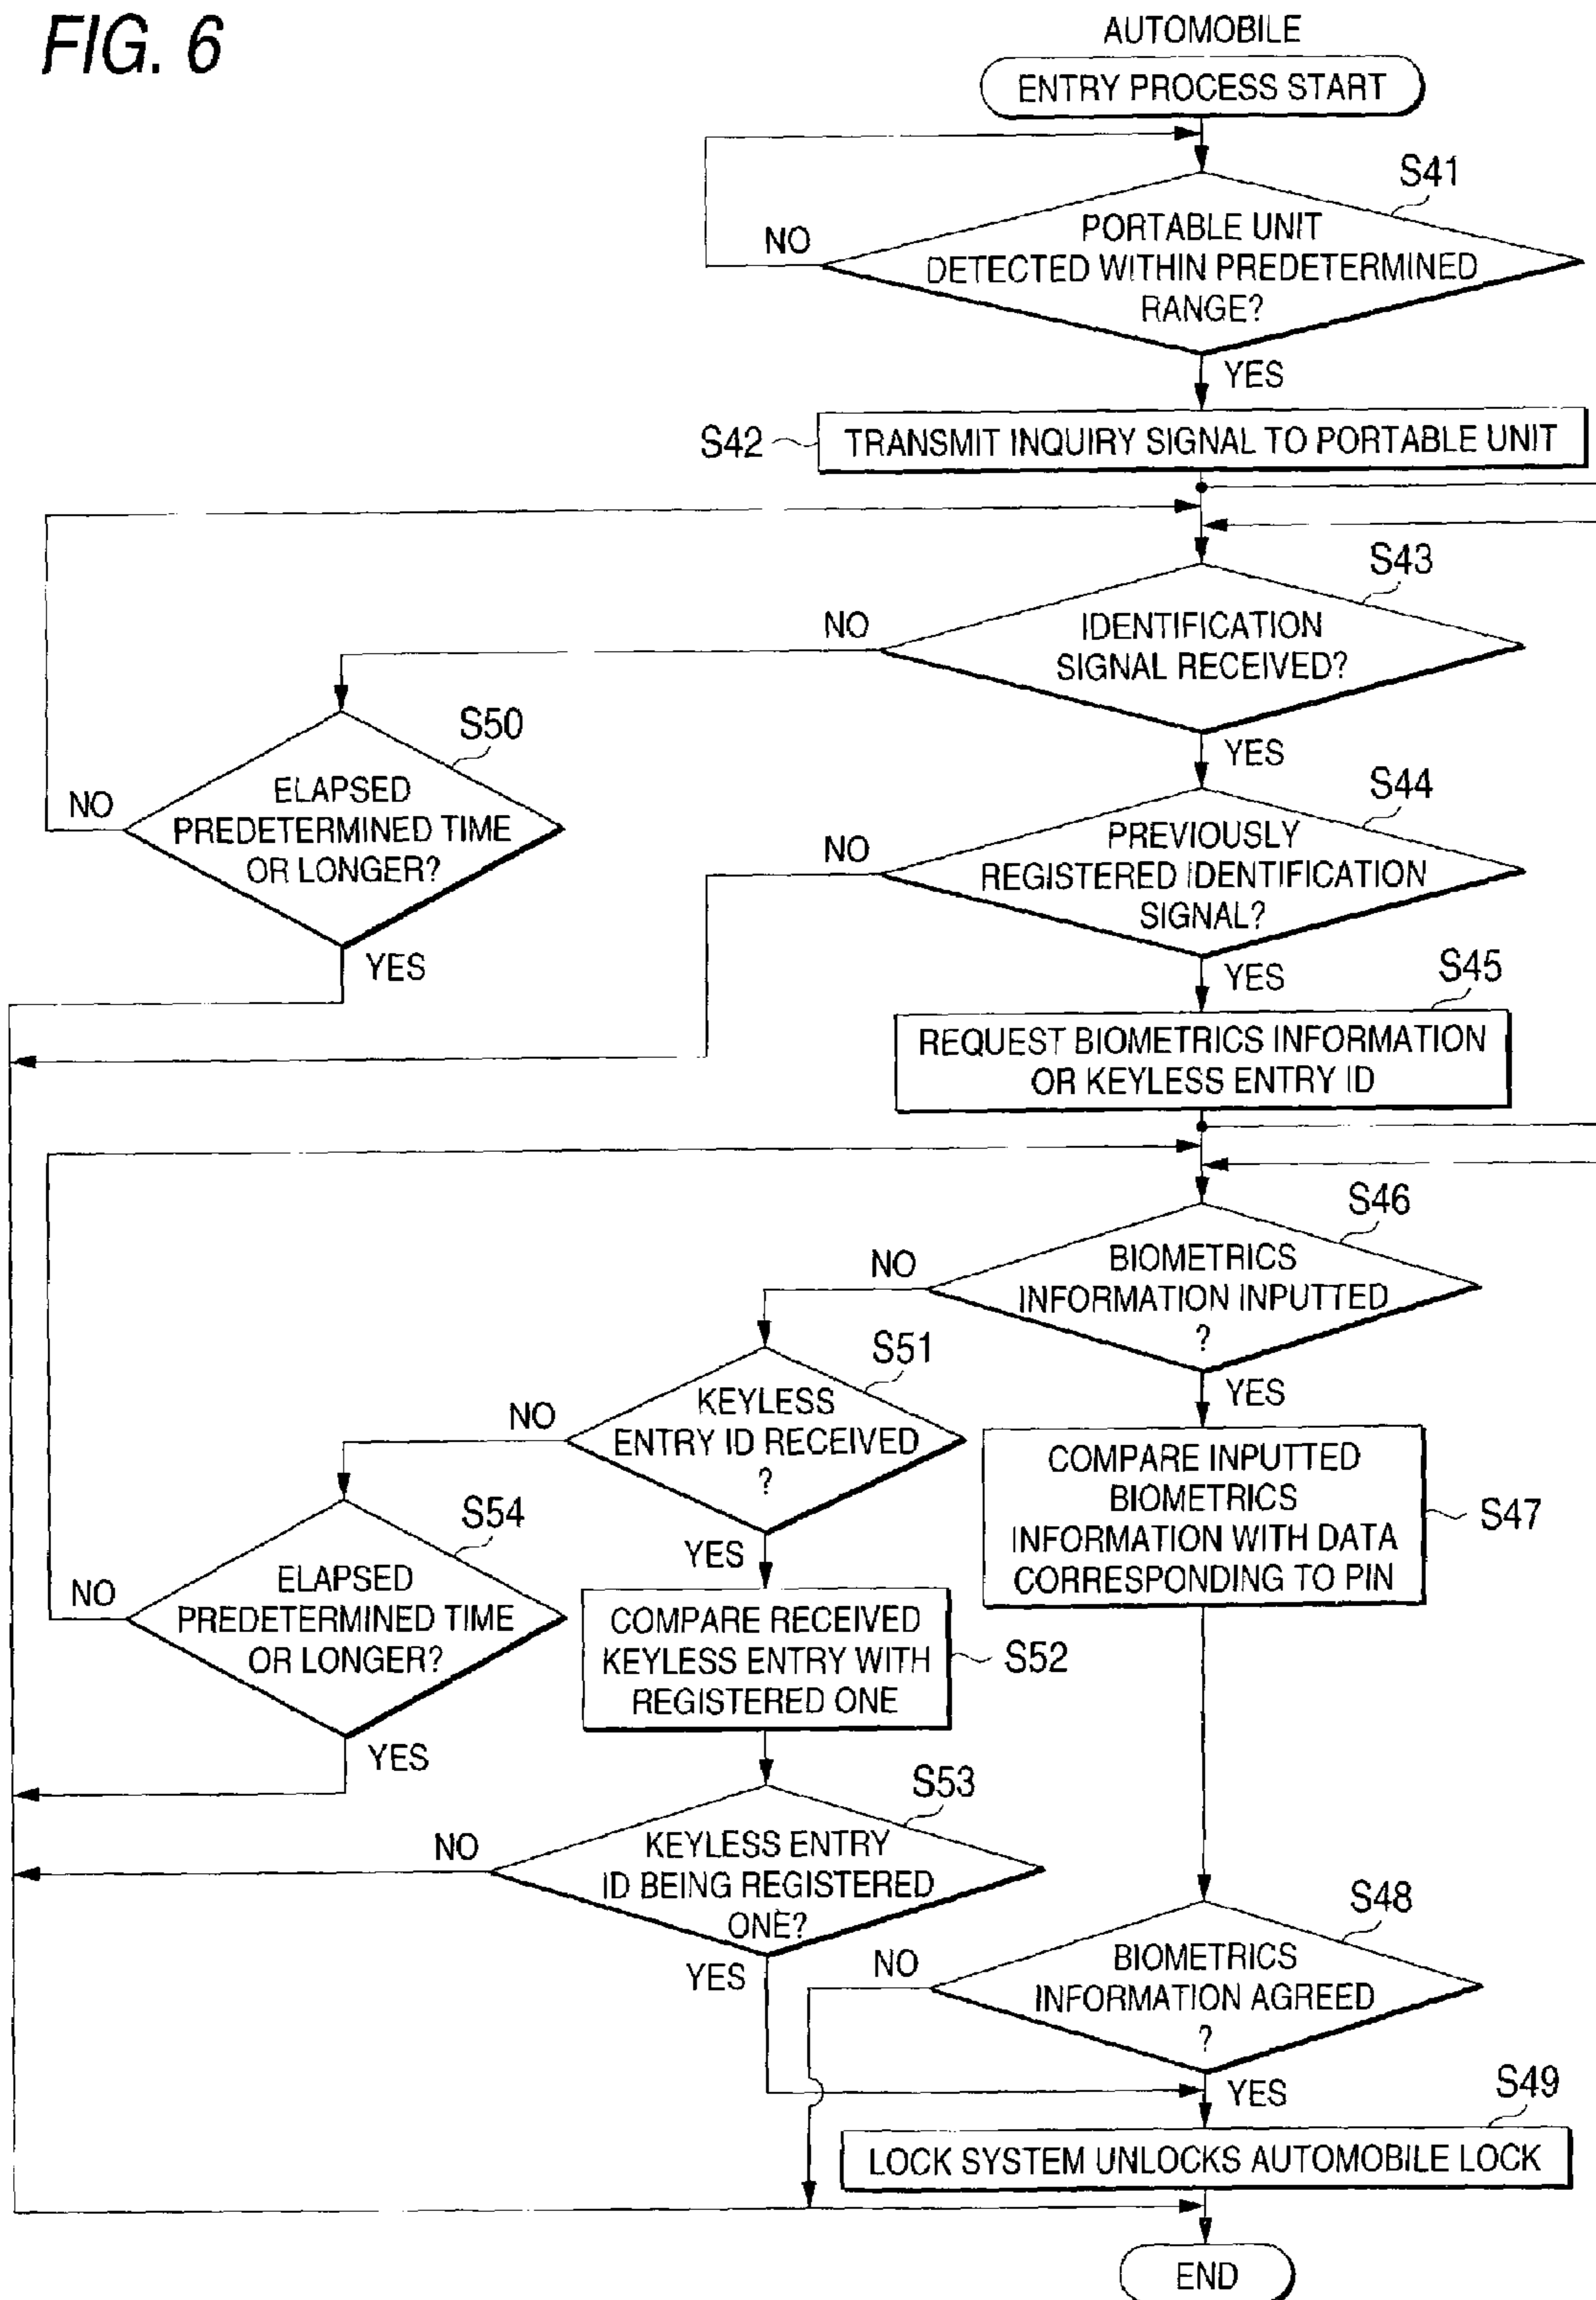 FIG. 6
AUTOMOBILE
ENTRY PROCESS START
S41
PORTABLE UNIT
DETECTED WITHIN PREDETERMINED
RANGE?
NO
YES
S42
TRANSMIT INQUIRY SIGNAL TO PORTABLE UNIT
S43
IDENTIFICATION
SIGNAL RECEIVED?
NO
YES
S50
ELAPSED
PREDETERMINED TIME
OR LONGER?
NO
YES
S44
PREVIOUSLY
REGISTERED IDENTIFICATION
SIGNAL?
NO
YES
S45
REQUEST BIOMETRICS INFORMATION
OR KEYLESS ENTRY ID
S46
BIOMETRICS
INFORMATION INPUTTED
?
NO
YES
S51
KEYLESS
ENTRY ID RECEIVED
?
NO
YES
S47
COMPARE INPUTTED
BIOMETRICS
INFORMATION WITH DATA
CORRESPONDING TO PIN
S54
ELAPSED
PREDETERMINED TIME
OR LONGER?
NO
YES
S52
COMPARE RECEIVED
KEYLESS ENTRY WITH
REGISTERED ONE
S53
KEYLESS ENTRY
ID BEING REGISTERED
ONE?
NO
YES
S48
BIOMETRICS
INFORMATION AGREED
?
NO
YES
S49
LOCK SYSTEM UNLOCKS AUTOMOBILE LOCK
END